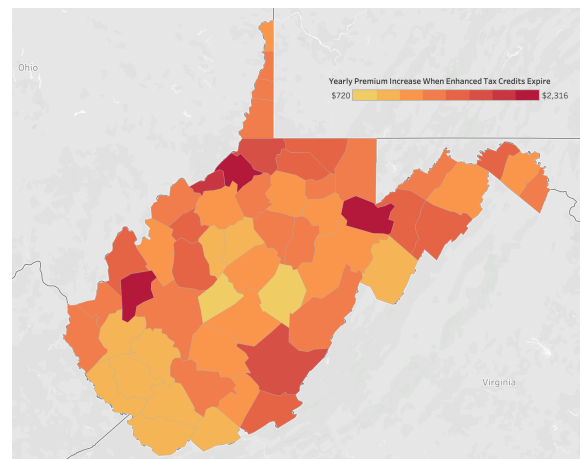 Ohio
Yearly Premium Increase When Enhanced Tax Credits Expire
$720 $2,316
Virginia